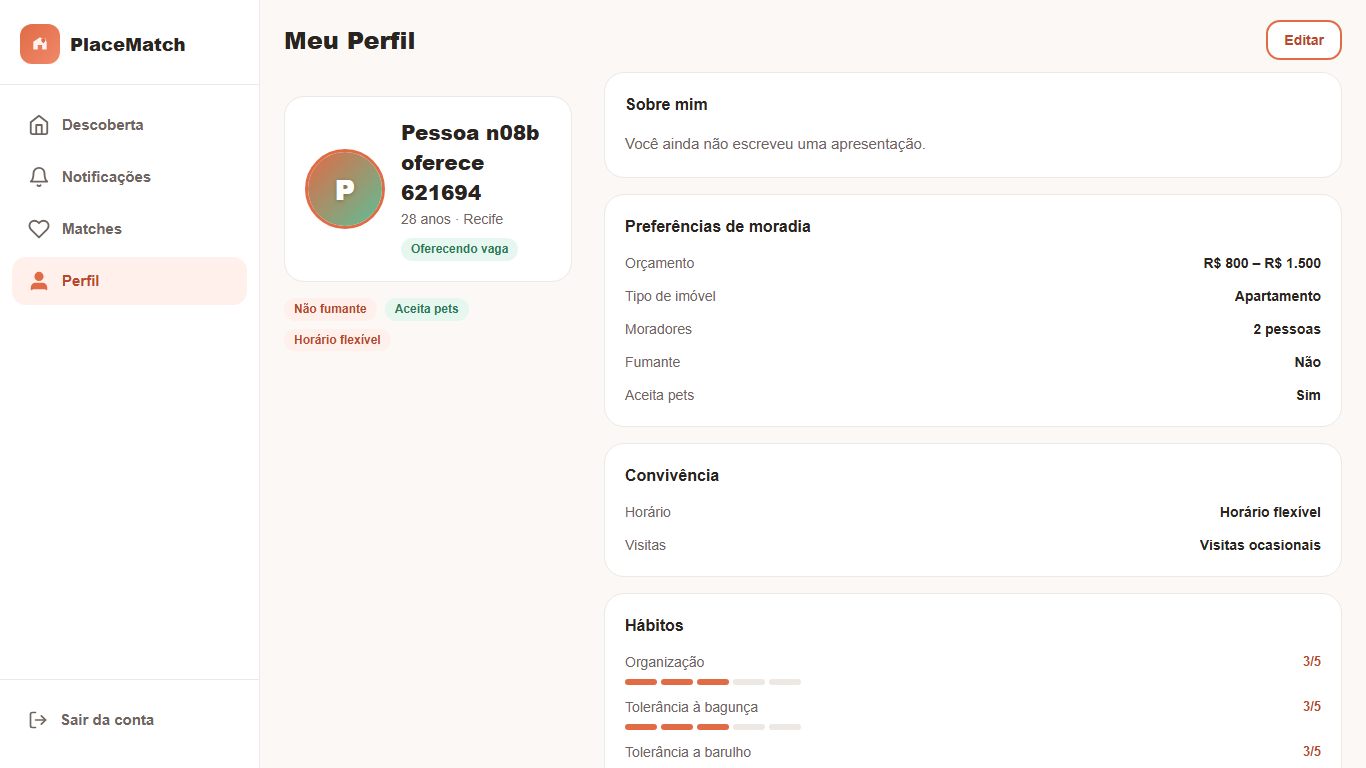 PlaceMatch
Descoberta
Notificações
Matches
Perfil
Sair da conta
Meu Perfil
Editar
P
Pessoa n08b
oferece
621694
28 anos · Recife
Oferecendo vaga
Não fumante
Aceita pets
Horário flexível
Sobre mim
Você ainda não escreveu uma apresentação.
Preferências de moradia
Orçamento R$ 800 – R$ 1.500
Tipo de imóvel Apartamento
Moradores 2 pessoas
Fumante Não
Aceita pets Sim
Convivência
Horário Horário flexível
Visitas Visitas ocasionais
Hábitos
Organização 3/5
Tolerância à bagunça 3/5
Tolerância a barulho 3/5